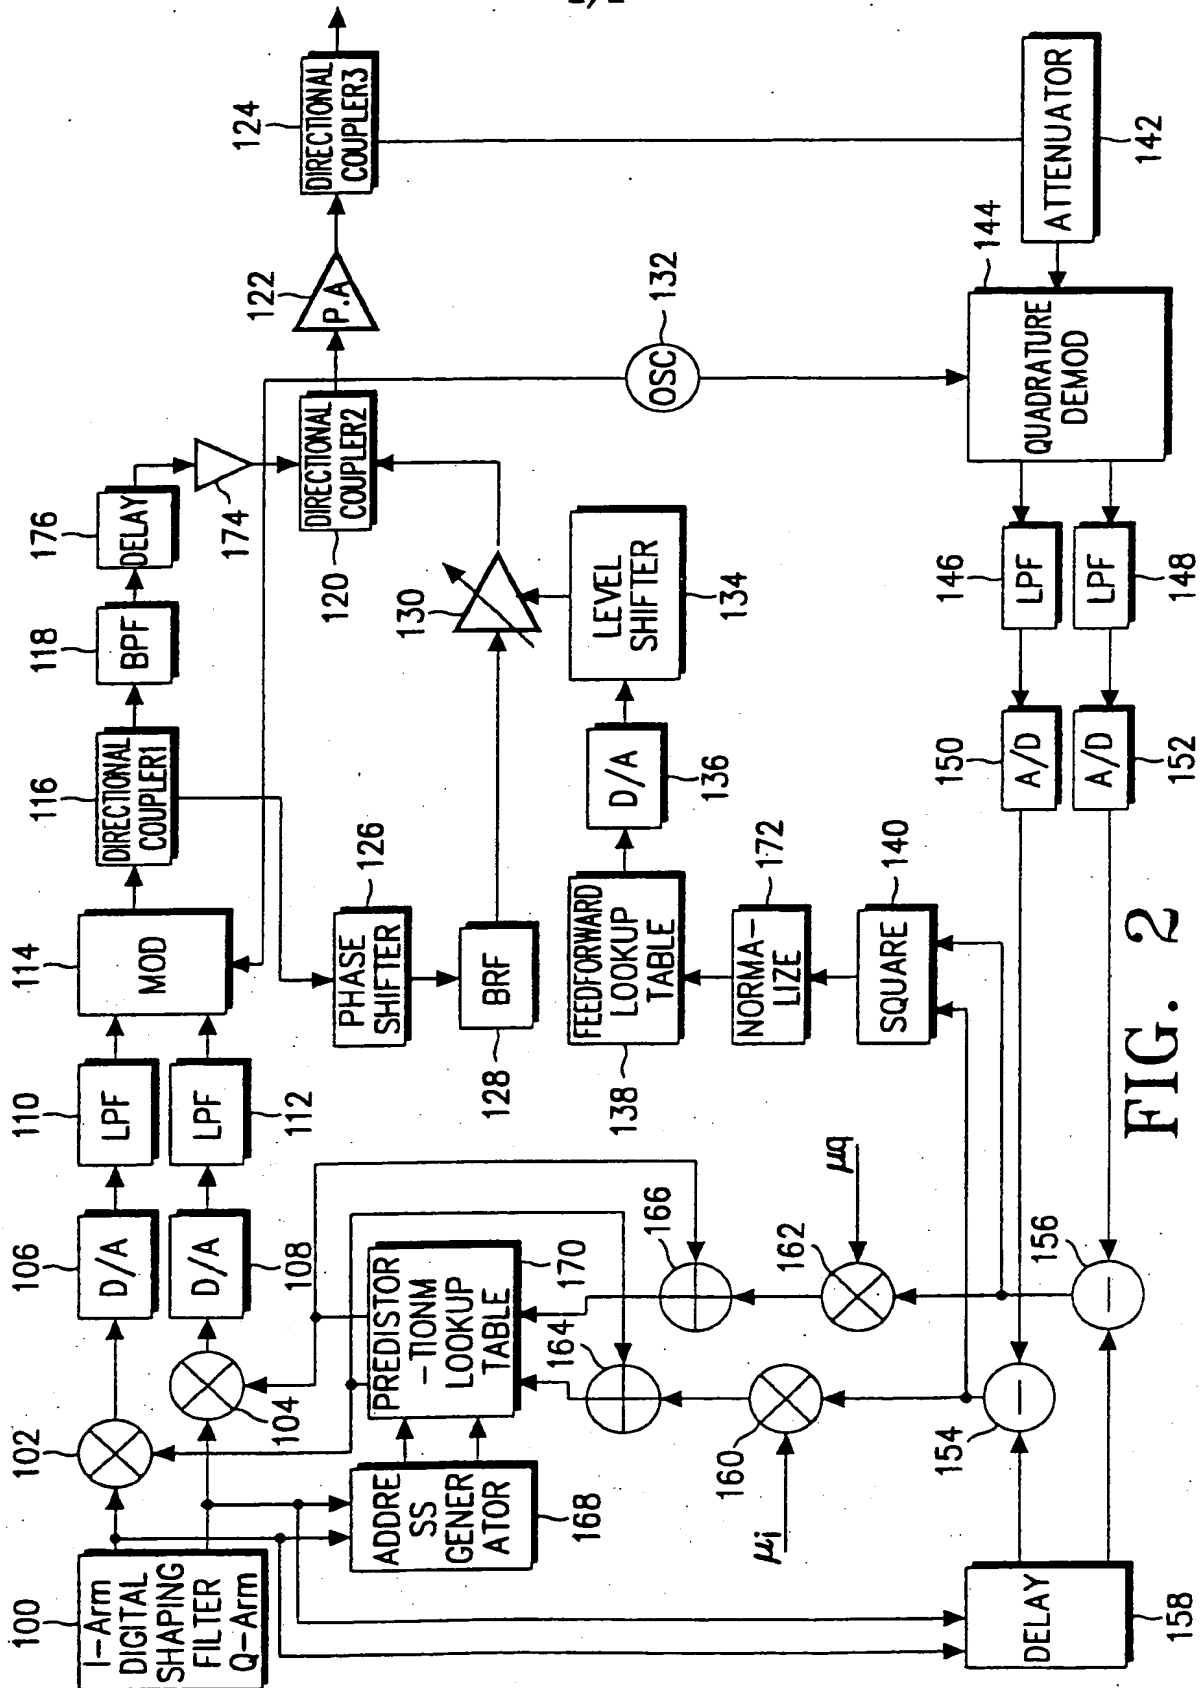 100
I-Arm
DIGITAL
SHAPING
FILTER
Q-Arm
102
104
106
D/A
D/A
108
110
LPF
LPF
112
114
MOD
116
DIRECTIONAL
COUPLER1
118
BPF
176
DELAY
174
DIRECTIONAL
COUPLER2
120
122
P.A
124
DIRECTIONAL
COUPLER3
ADDRE
SS
GENER
ATOR
168
PREDISTOR
-TIONM
LOOKUP
TABLE
170
PHASE
SHIFTER
126
BRF
128
130
OSC
132
FEEDFORWARD
LOOKUP
TABLE
138
D/A
136
LEVEL
SHIFTER
134
164
166
160
μi
162
μq
NORMA-
LIZE
172
SQUARE
140
DELAY
158
154
156
150
A/D
A/D
152
146
LPF
LPF
148
144
QUADRATURE
DEMOD
ATTENUATOR
142
FIG. 2